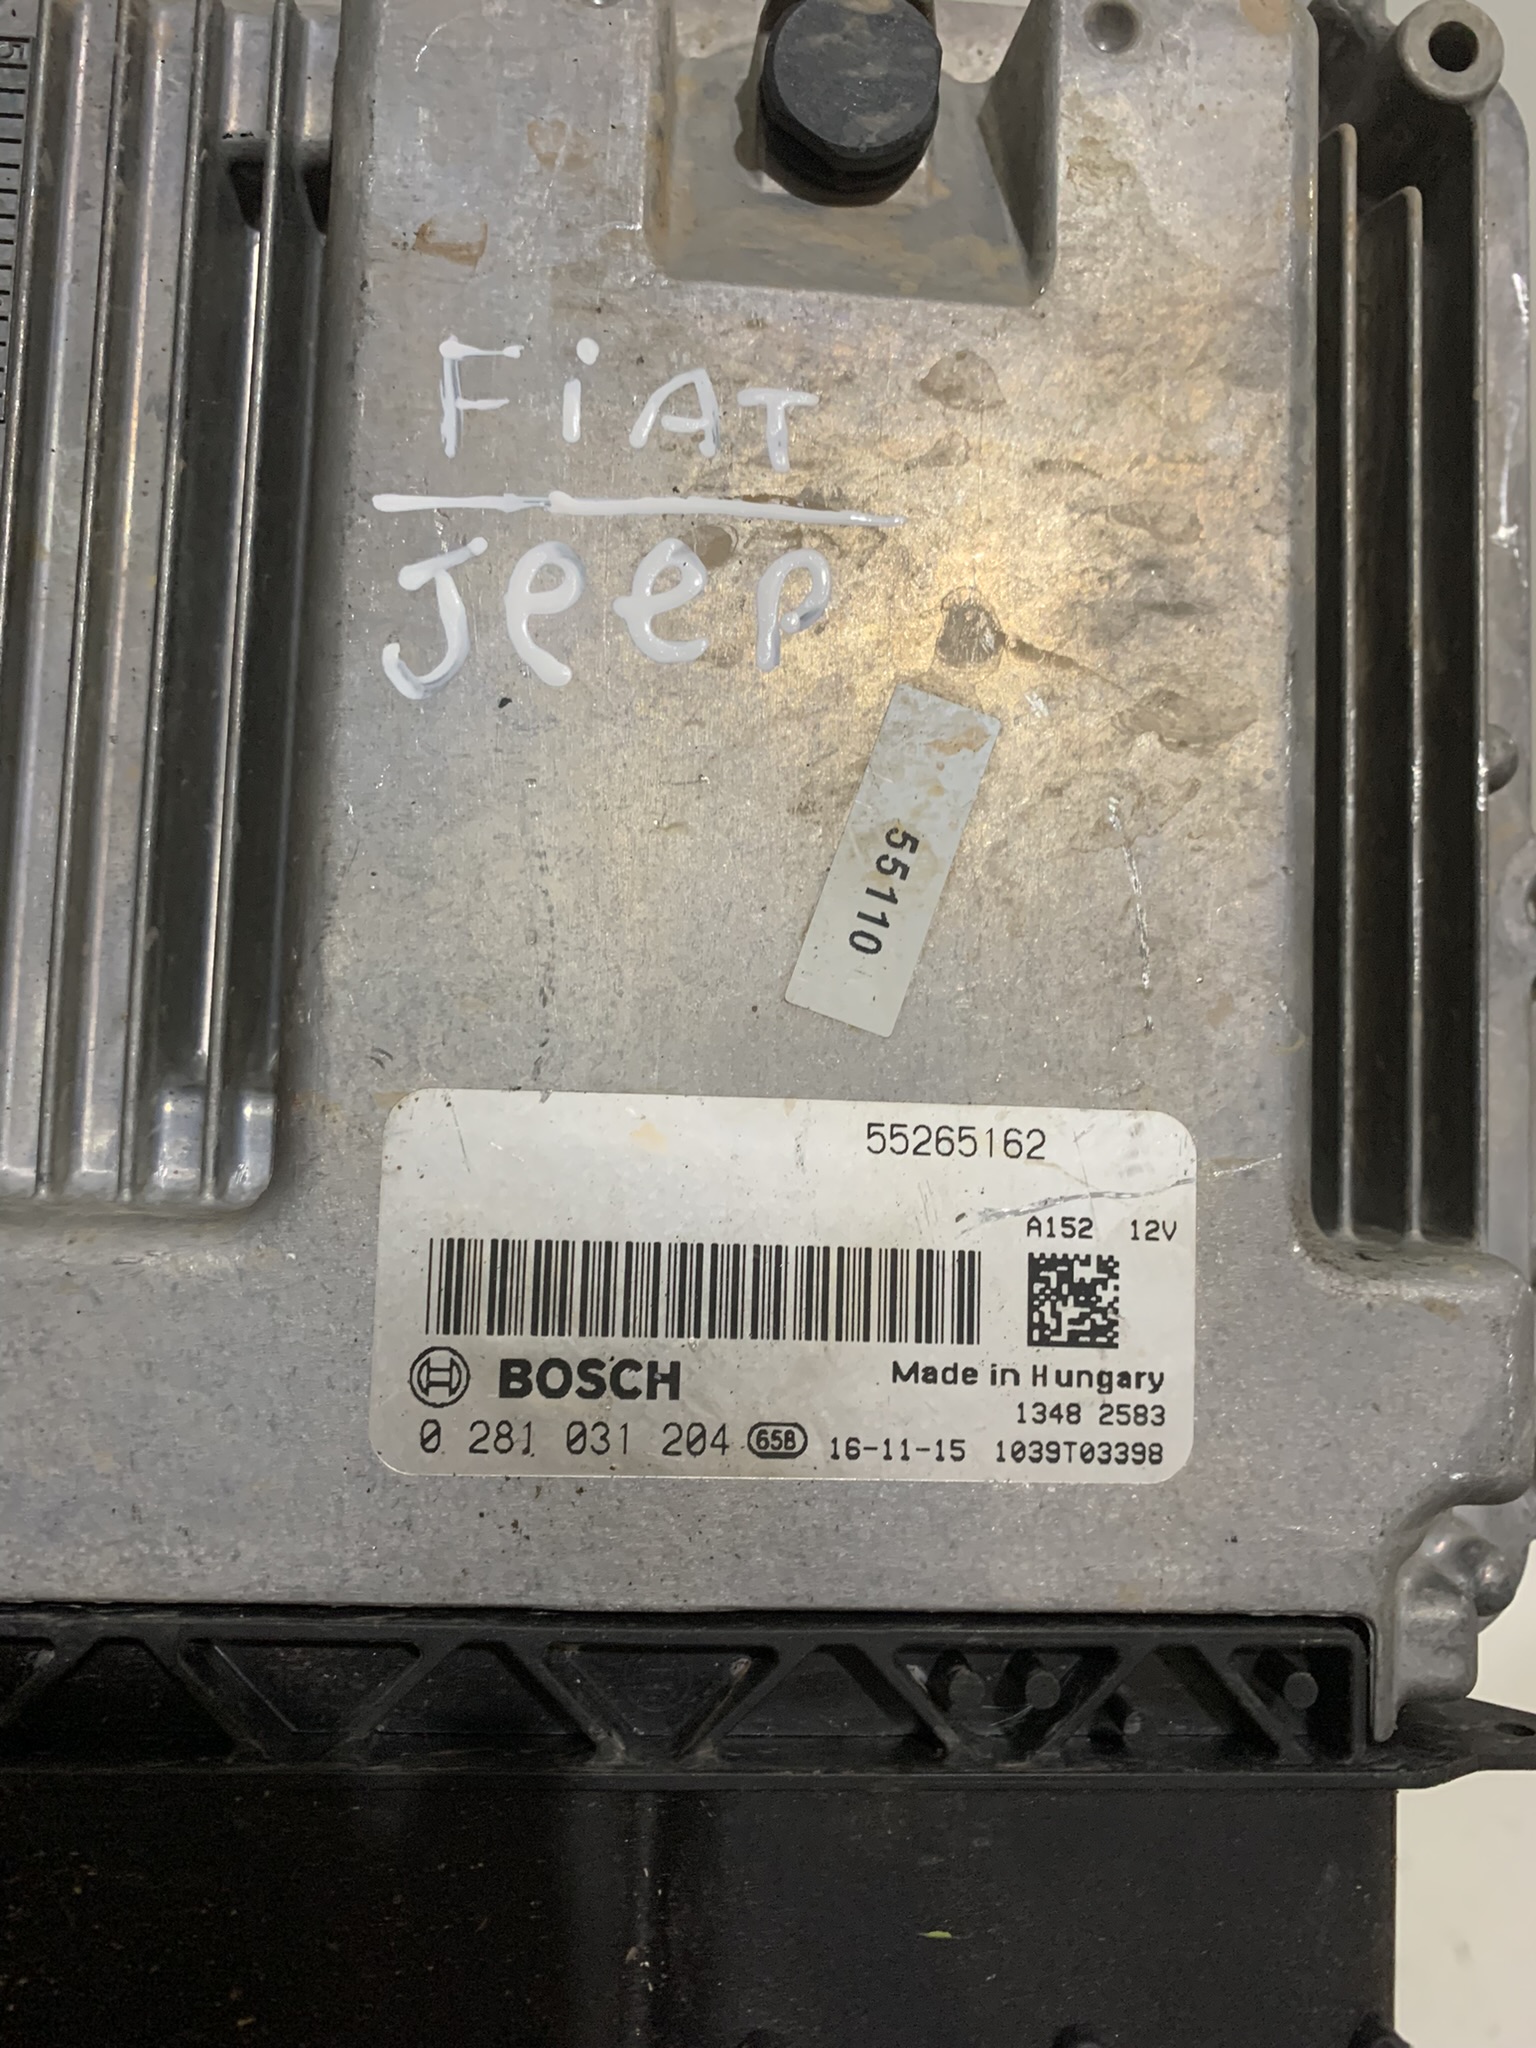 FiAT
Jeep
55110
55265162
A152 12V
BOSCH
Made in Hungary
1348 2583
0 281 031 204 658 16-11-15 1039T03398